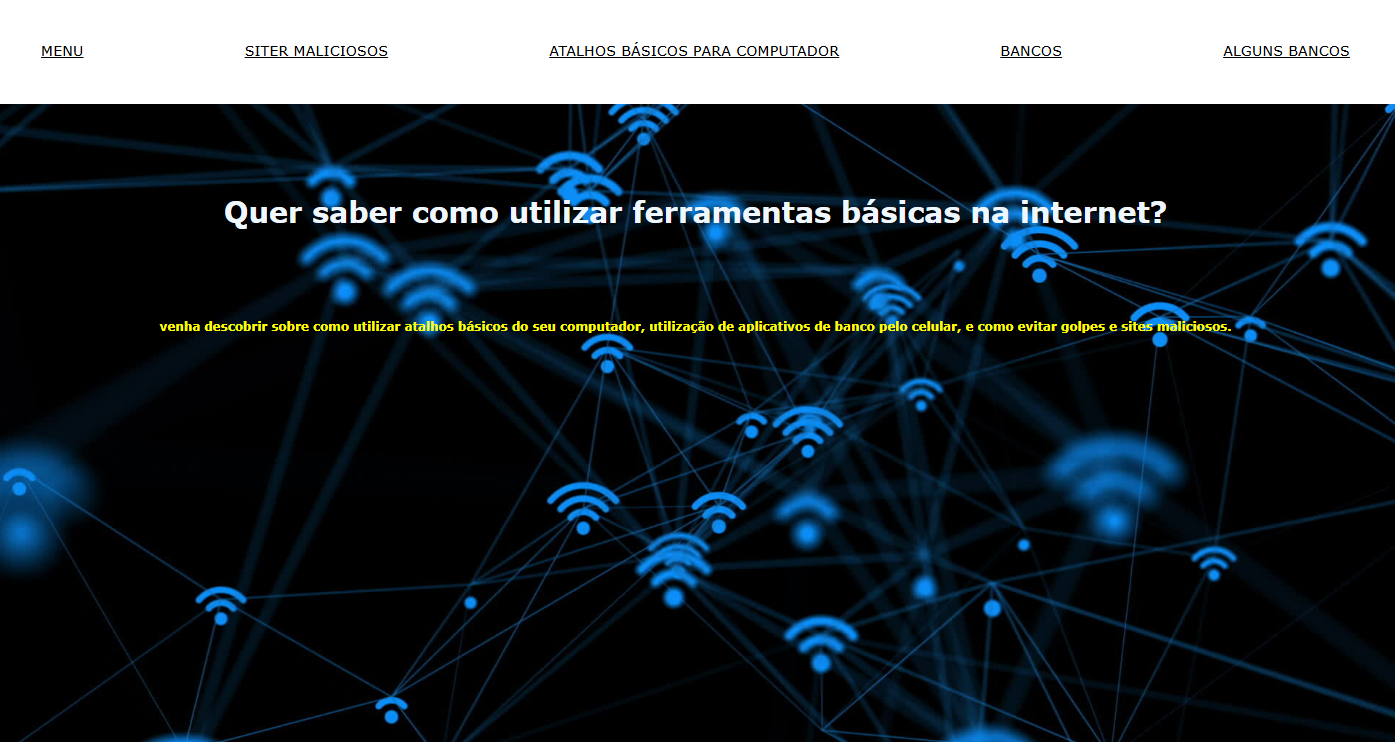 MENU
SITER MALICIOSOS
ATALHOS BÁSICOS PARA COMPUTADOR
BANCOS
ALGUNS BANCOS
Quer saber como utilizar ferramentas básicas na internet?
venha descobrir sobre como utilizar atalhos básicos do seu computador, utilização de aplicativos de banco pelo celular, e como evitar golpes e sites maliciosos.